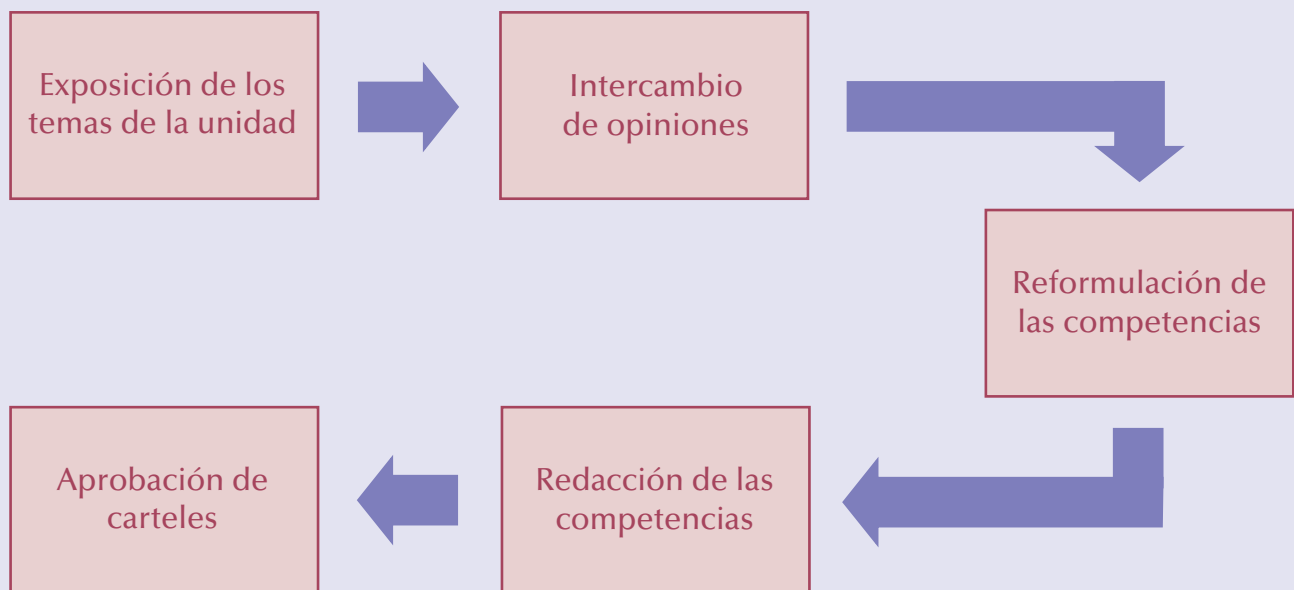 Exposición de los
temas de la unidad
Intercambio
de opiniones
Reformulación de
las competencias
Redacción de las
competencias
Aprobación de
carteles